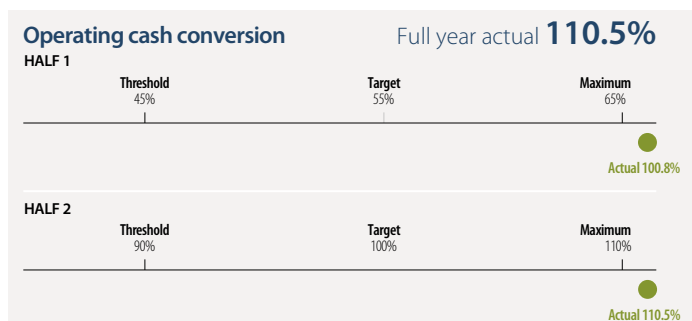 Operating cash conversion Full year actual 110.5%
HALF 1
Threshold Target Maximum
45% 55% 65%
Actual 100.8%
HALF 2
Threshold Target Maximum
90% 100% 110%
Actual 110.5%